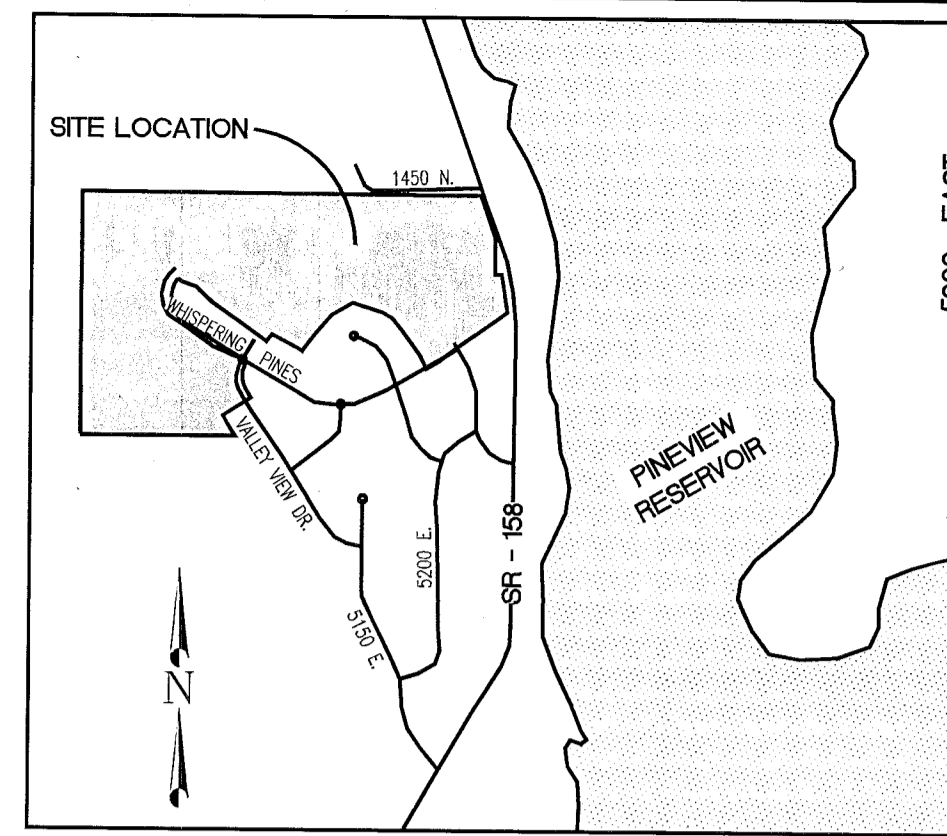 SITE LOCATION
1450 N.
WHISPERING PINES
VALLEY VIEW DR.
PINEVIEW
RESERVOIR
SR - 158
5200 E.
5150 E.
N